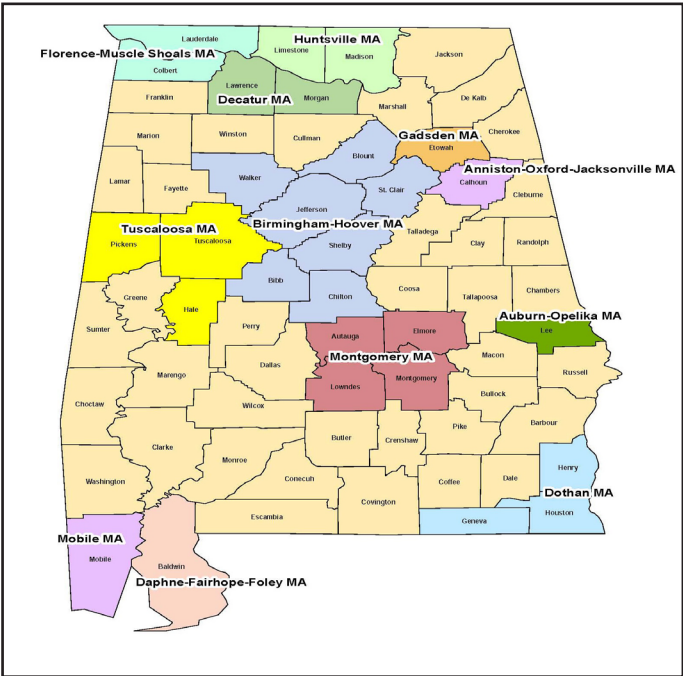 Lauderdale
Huntsville MA
Limestone
Madison
Jackson
Florence-Muscle Shoals MA
Colbert
Lawrence
Morgan
Decatur MA
Franklin
Marshall
De Kalb
Marion
Winston
Cullman
Cherokee
Gadsden MA
Etowah
Blount
Anniston-Oxford-Jacksonville MA
Walker
St. Clair
Calhoun
Lamar
Fayette
Cleburne
Jefferson
Tuscaloosa MA
Birmingham-Hoover MA
Talladega
Pickens
Tuscaloosa
Shelby
Clay
Randolph
Bibb
Chilton
Coosa
Tallapoosa
Chambers
Greene
Hale
Auburn-Opelika MA
Lee
Sumter
Perry
Autauga
Elmore
Montgomery MA
Macon
Dallas
Marengo
Lowndes
Montgomery
Russell
Bullock
Choctaw
Wilcox
Clarke
Butler
Crenshaw
Pike
Barbour
Monroe
Conecuh
Henry
Washington
Coffee
Dale
Dothan MA
Covington
Escambia
Geneva
Houston
Mobile MA
Mobile
Baldwin
Daphne-Fairhope-Foley MA